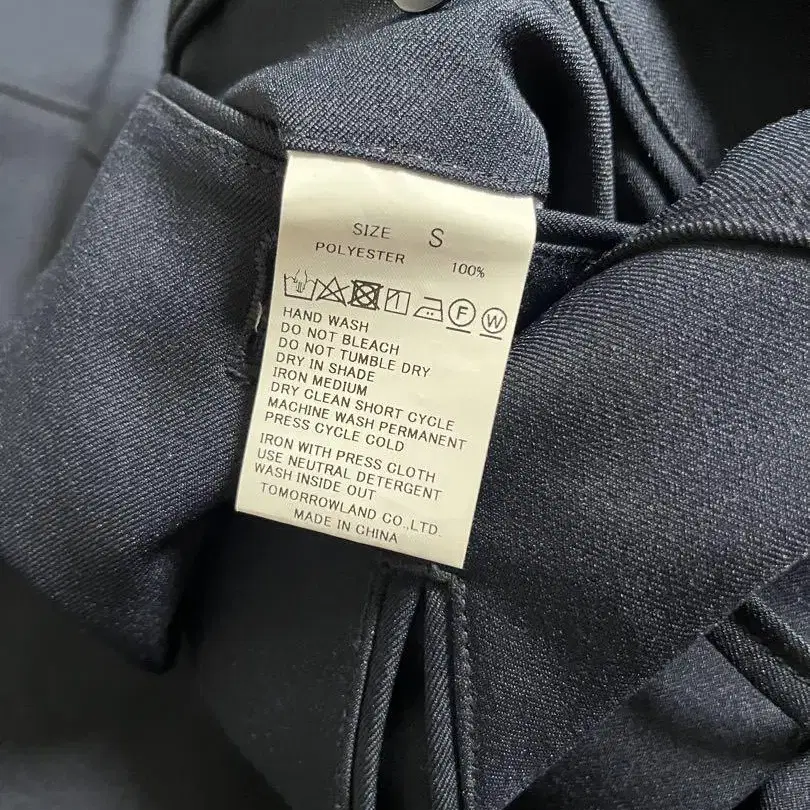 SIZE S
POLYESTER 100%
F W
HAND WASH
DO NOT BLEACH
DO NOT TUMBLE DRY
DRY IN SHADE
IRON MEDIUM
DRY CLEAN SHORT CYCLE
MACHINE WASH PERMANENT
PRESS CYCLE COLD
IRON WITH PRESS CLOTH
USE NEUTRAL DETERGENT
WASH INSIDE OUT
TOMORROWLAND CO.,LTD.
MADE IN CHINA